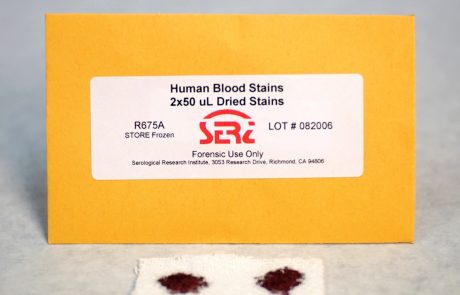 Human Blood Stains
2x50 uL Dried Stains
R675A
STORE Frozen
SERi
LOT # 082006
Forensic Use Only
Serological Research Institute, 3053 Research Drive, Richmond, CA 94806